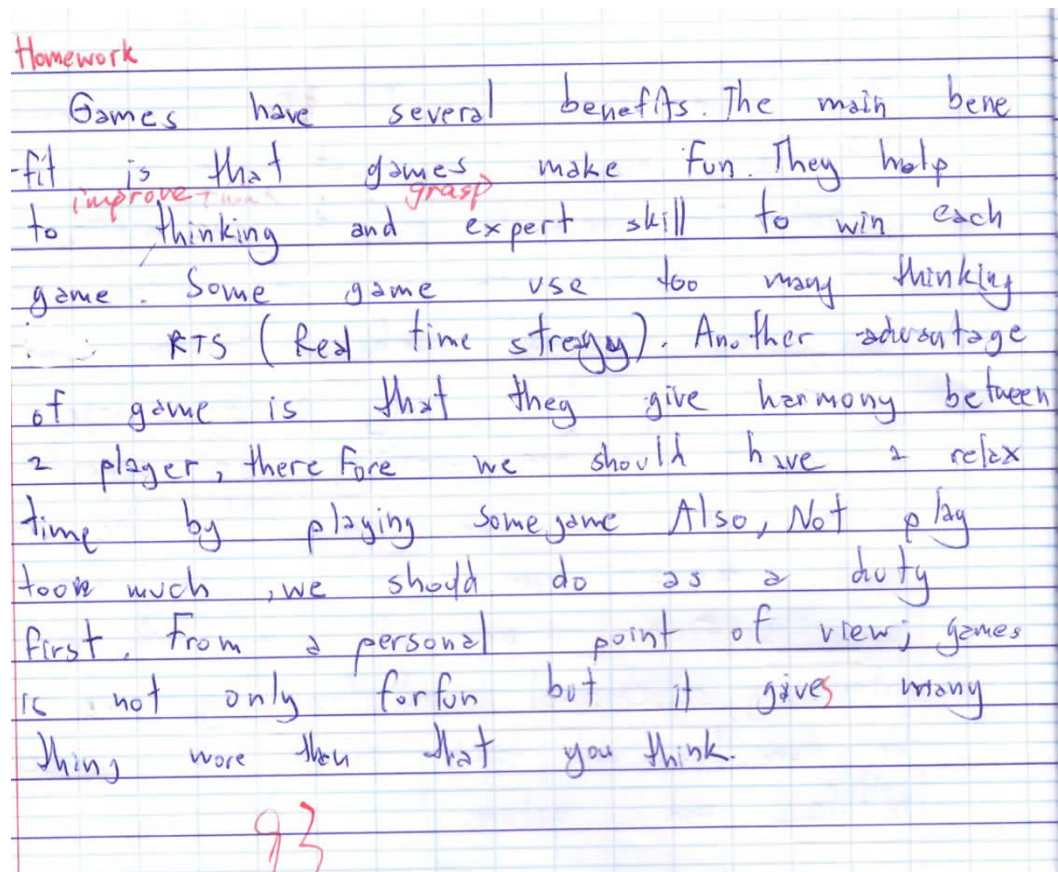 Homework
Games have several benefits. The main bene
-fit is that games make fun. They help
improve grasp
to thinking and expert skill to win each
game. Some game use too many thinking
RTS (Real time stregy). Another advantage
of game is that they give harmony between
2 player, therefore we should have a relax
time by playing some game Also, Not play
too much, we should do as a duty
first. From a personal point of view; games
is not only for fun but it gives many
thing more then that you think.
93